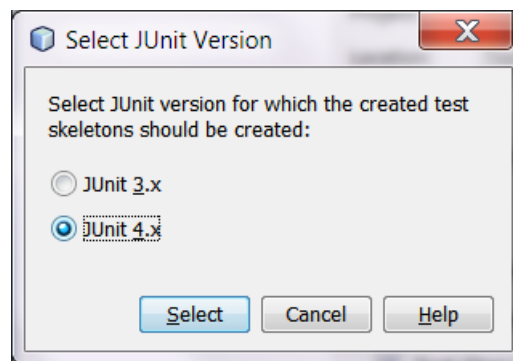 Select JUnit Version
Select JUnit version for which the created test
skeletons should be created:
JUnit 3.x
JUnit 4.x
Select Cancel Help